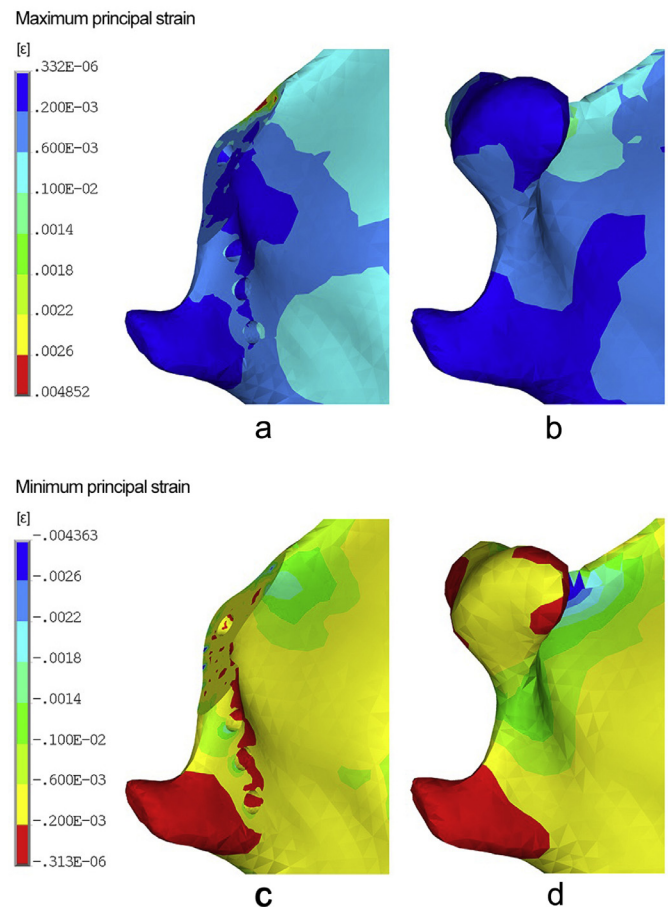 Maximum principal strain
[ε]
.332E-06
.200E-03
.600E-03
.100E-02
.0014
.0018
.0022
.0026
.004852
a b
Minimum principal strain
[ε]
-.004363
-.0026
-.0022
-.0018
-.0014
-.100E-02
-.600E-03
-.200E-03
-.313E-06
c d